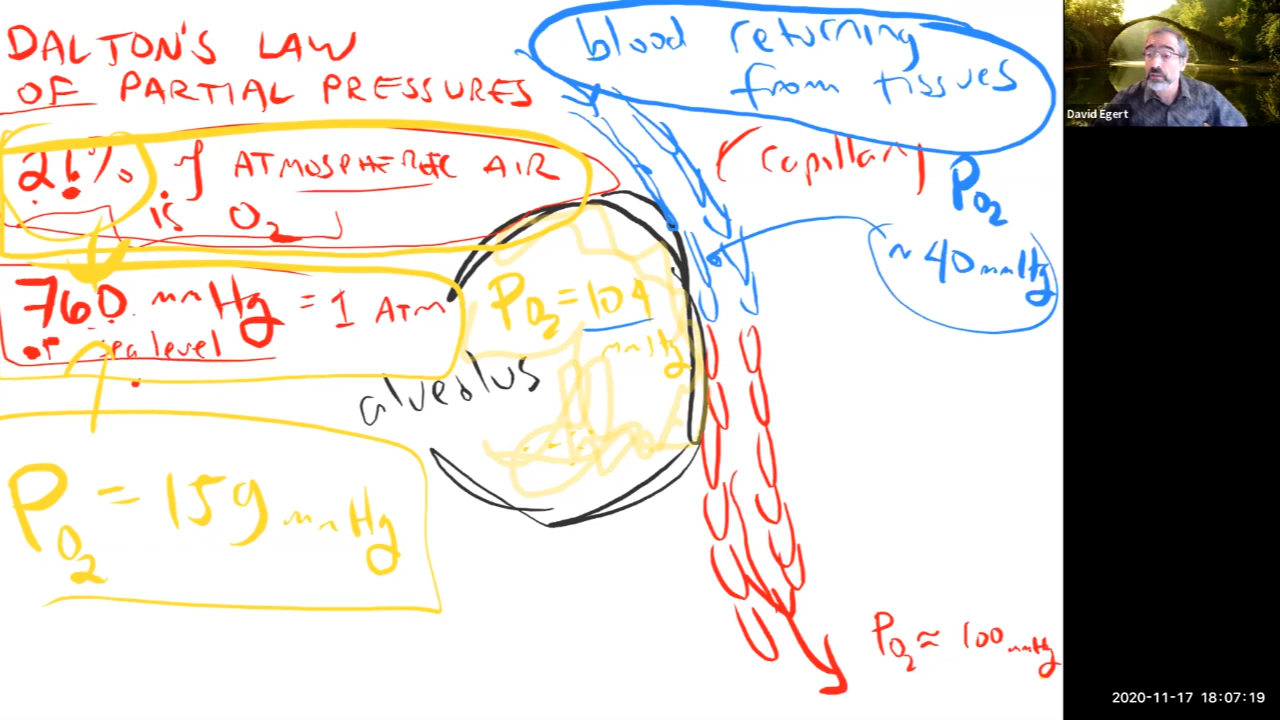 DALTON'S LAW
OF PARTIAL PRESSURES
21% of ATMOSPHERIC AIR
is O2
760 mmHg = 1 ATM
at sea level
PO2 = 159 mmHg
alveolus
PO2 = 104
mmHg
blood returning
from tissues
(capillary)
PO2
~40 mmHg
PO2 ≈ 100 mmHg
David Egert
2020-11-17 18:07:19